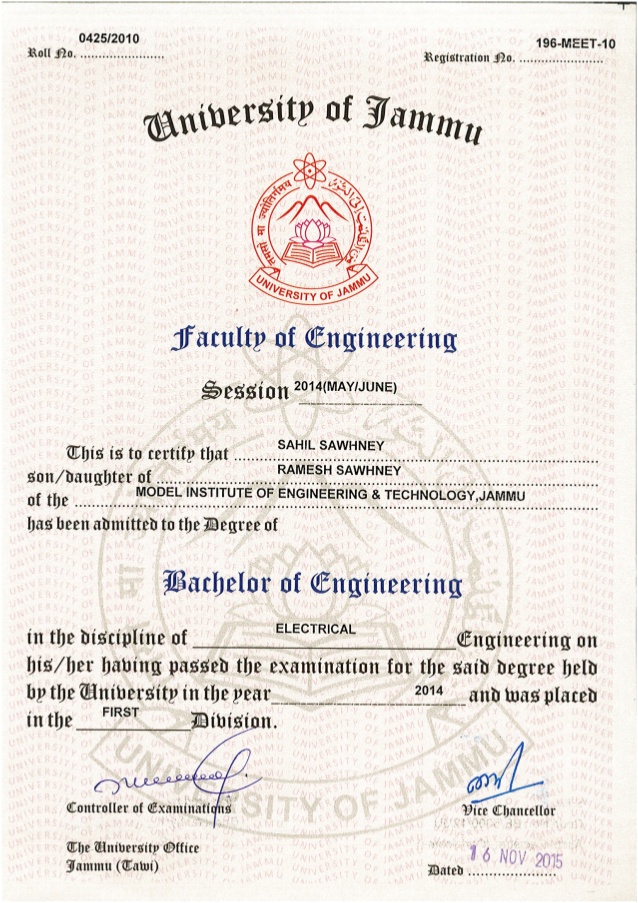 0425/2010
Roll No. ....................
196-MEET-10
Registration No. ....................
University of Jammu
तमसो मा ज्योतिर्गमय
UNIVERSITY OF JAMMU
Faculty of Engineering
Session 2014(MAY/JUNE)
This is to certify that SAHIL SAWHNEY
son/daughter of RAMESH SAWHNEY
of the MODEL INSTITUTE OF ENGINEERING & TECHNOLOGY,JAMMU
has been admitted to the Degree of
Bachelor of Engineering
in the discipline of ELECTRICAL Engineering on
his/her having passed the examination for the said degree held
by the University in the year 2014 and was placed
in the FIRST Division.
UNIVERSITY OF JAMMU
Controller of Examinations
Vice Chancellor
The University Office
Jammu (Tawi)
Dated 16 NOV 2015